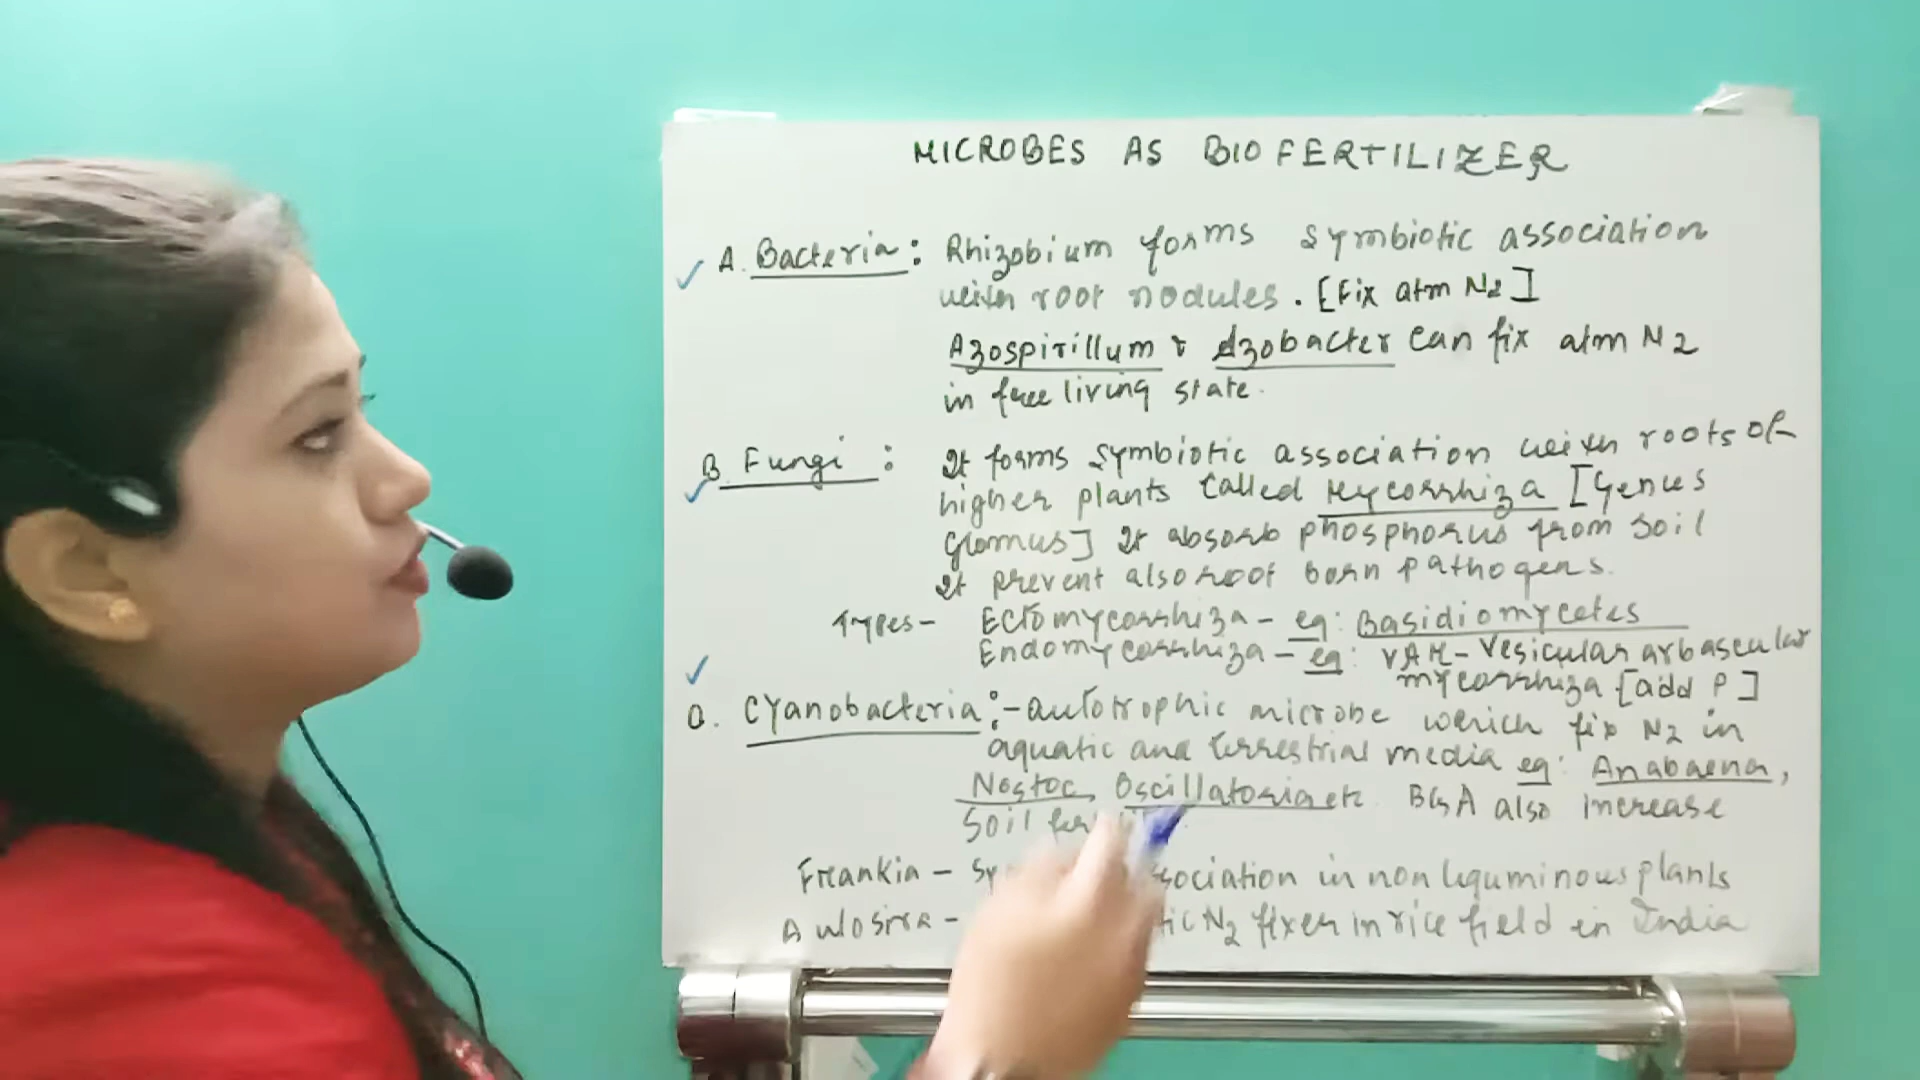 MICROBES AS BIOFERTILIZER
A. Bacteria: Rhizobium forms symbiotic association
with root nodules. [Fix atm N2]
Azospirillum & Azobacter can fix atm N2
in free living state.
B. Fungi: It forms symbiotic association with roots of
higher plants called Mycorrhiza [Genus
Glomus] It absorb phosphorus from soil
It prevent also root born pathogens.
Types- Ectomycorrhiza - eg: Basidiomycetes
Endomycorrhiza - eg: VAM - Vesicular arbascular
mycorrhiza [add P]
Cyanobacteria:- autotrophic microbe which fix N2 in
aquatic and terrestrial media eg: Anabaena,
Nostoc, Oscillatoria etc. BGA also increase
Soil
Frankia - in non leguminous plants
Aulosira - N2 fixer in rice field in India